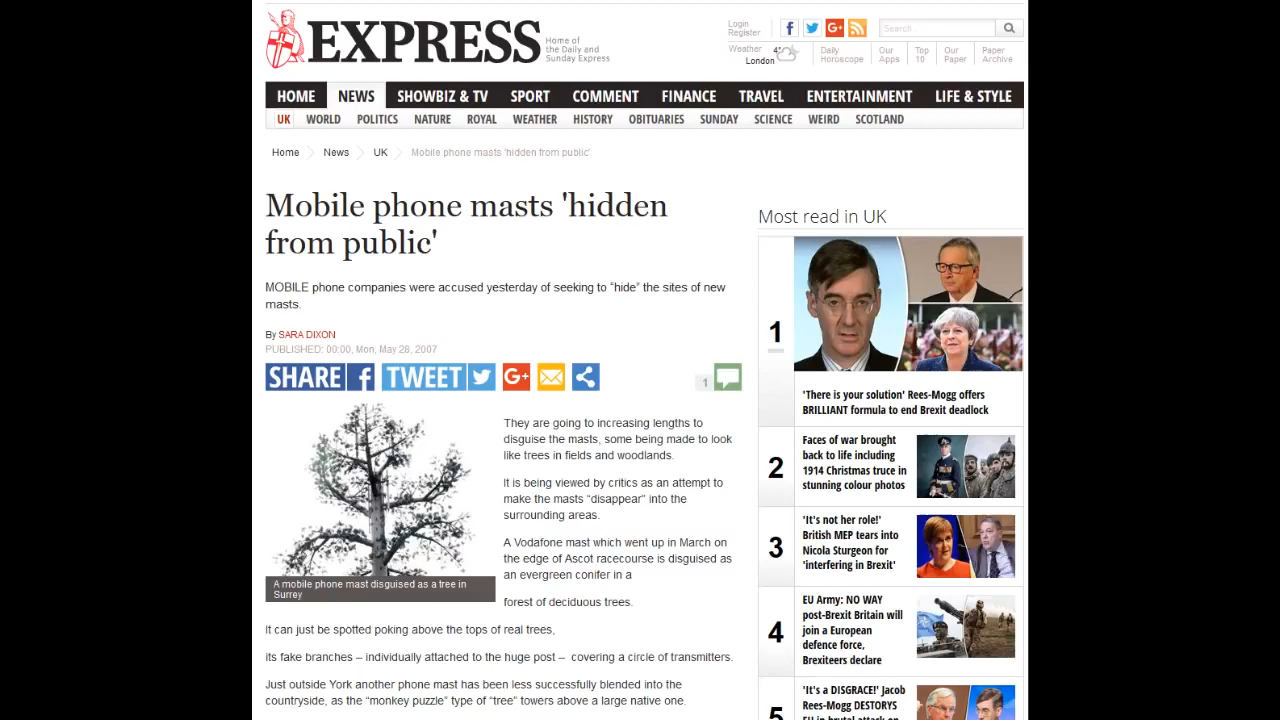 EXPRESS
Home of
the Daily and
Sunday Express
Login
Register
Search...
Weather
London
4°
Daily
Horoscope
Our
Apps
Top
10
Our
Paper
Paper
Archive
HOME NEWS SHOWBIZ & TV SPORT COMMENT FINANCE TRAVEL ENTERTAINMENT LIFE & STYLE
UK WORLD POLITICS NATURE ROYAL WEATHER HISTORY OBITUARIES SUNDAY SCIENCE WEIRD SCOTLAND
Home News UK Mobile phone masts 'hidden from public'
Mobile phone masts 'hidden
from public'
MOBILE phone companies were accused yesterday of seeking to “hide” the sites of new
masts.
By SARA DIXON
PUBLISHED: 00:00, Mon, May 28, 2007
SHARE f TWEET G+ 1
A mobile phone mast disguised as a tree in
Surrey
They are going to increasing lengths to
disguise the masts, some being made to look
like trees in fields and woodlands.
It is being viewed by critics as an attempt to
make the masts “disappear” into the
surrounding areas.
A Vodafone mast which went up in March on
the edge of Ascot racecourse is disguised as
an evergreen conifer in a
forest of deciduous trees.
It can just be spotted poking above the tops of real trees,
its fake branches – individually attached to the huge post – covering a circle of transmitters.
Just outside York another phone mast has been less successfully blended into the
countryside, as the “monkey puzzle” type of “tree” towers above a large native one.
Most read in UK
1
'There is your solution' Rees-Mogg offers
BRILLIANT formula to end Brexit deadlock
2
Faces of war brought
back to life including
1914 Christmas truce in
stunning colour photos
3
'It's not her role!'
British MEP tears into
Nicola Sturgeon for
'interfering in Brexit'
4
EU Army: NO WAY
post-Brexit Britain will
join a European
defence force,
Brexiteers declare
5
'It's a DISGRACE!' Jacob
Rees-Mogg DESTROYS
EU in brutal attack on